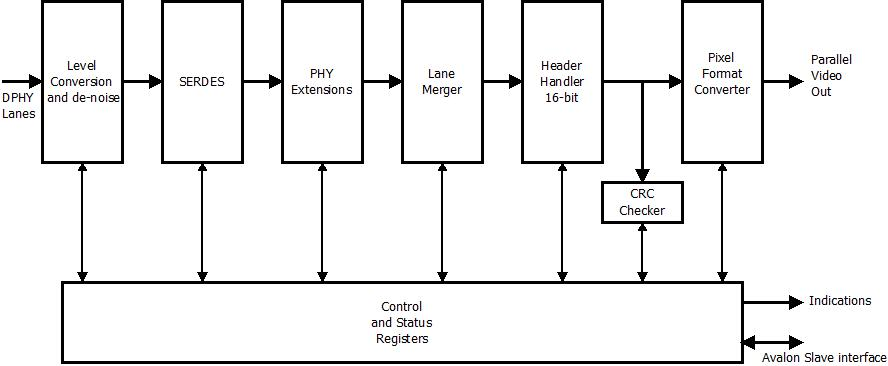 DPHY
Lanes
Level
Conversion
and de-noise
SERDES
PHY
Extensions
Lane
Merger
Header
Handler
16-bit
Pixel
Format
Converter
Parallel
Video
Out
CRC
Checker
Control
and Status
Registers
Indications
Avalon Slave interface